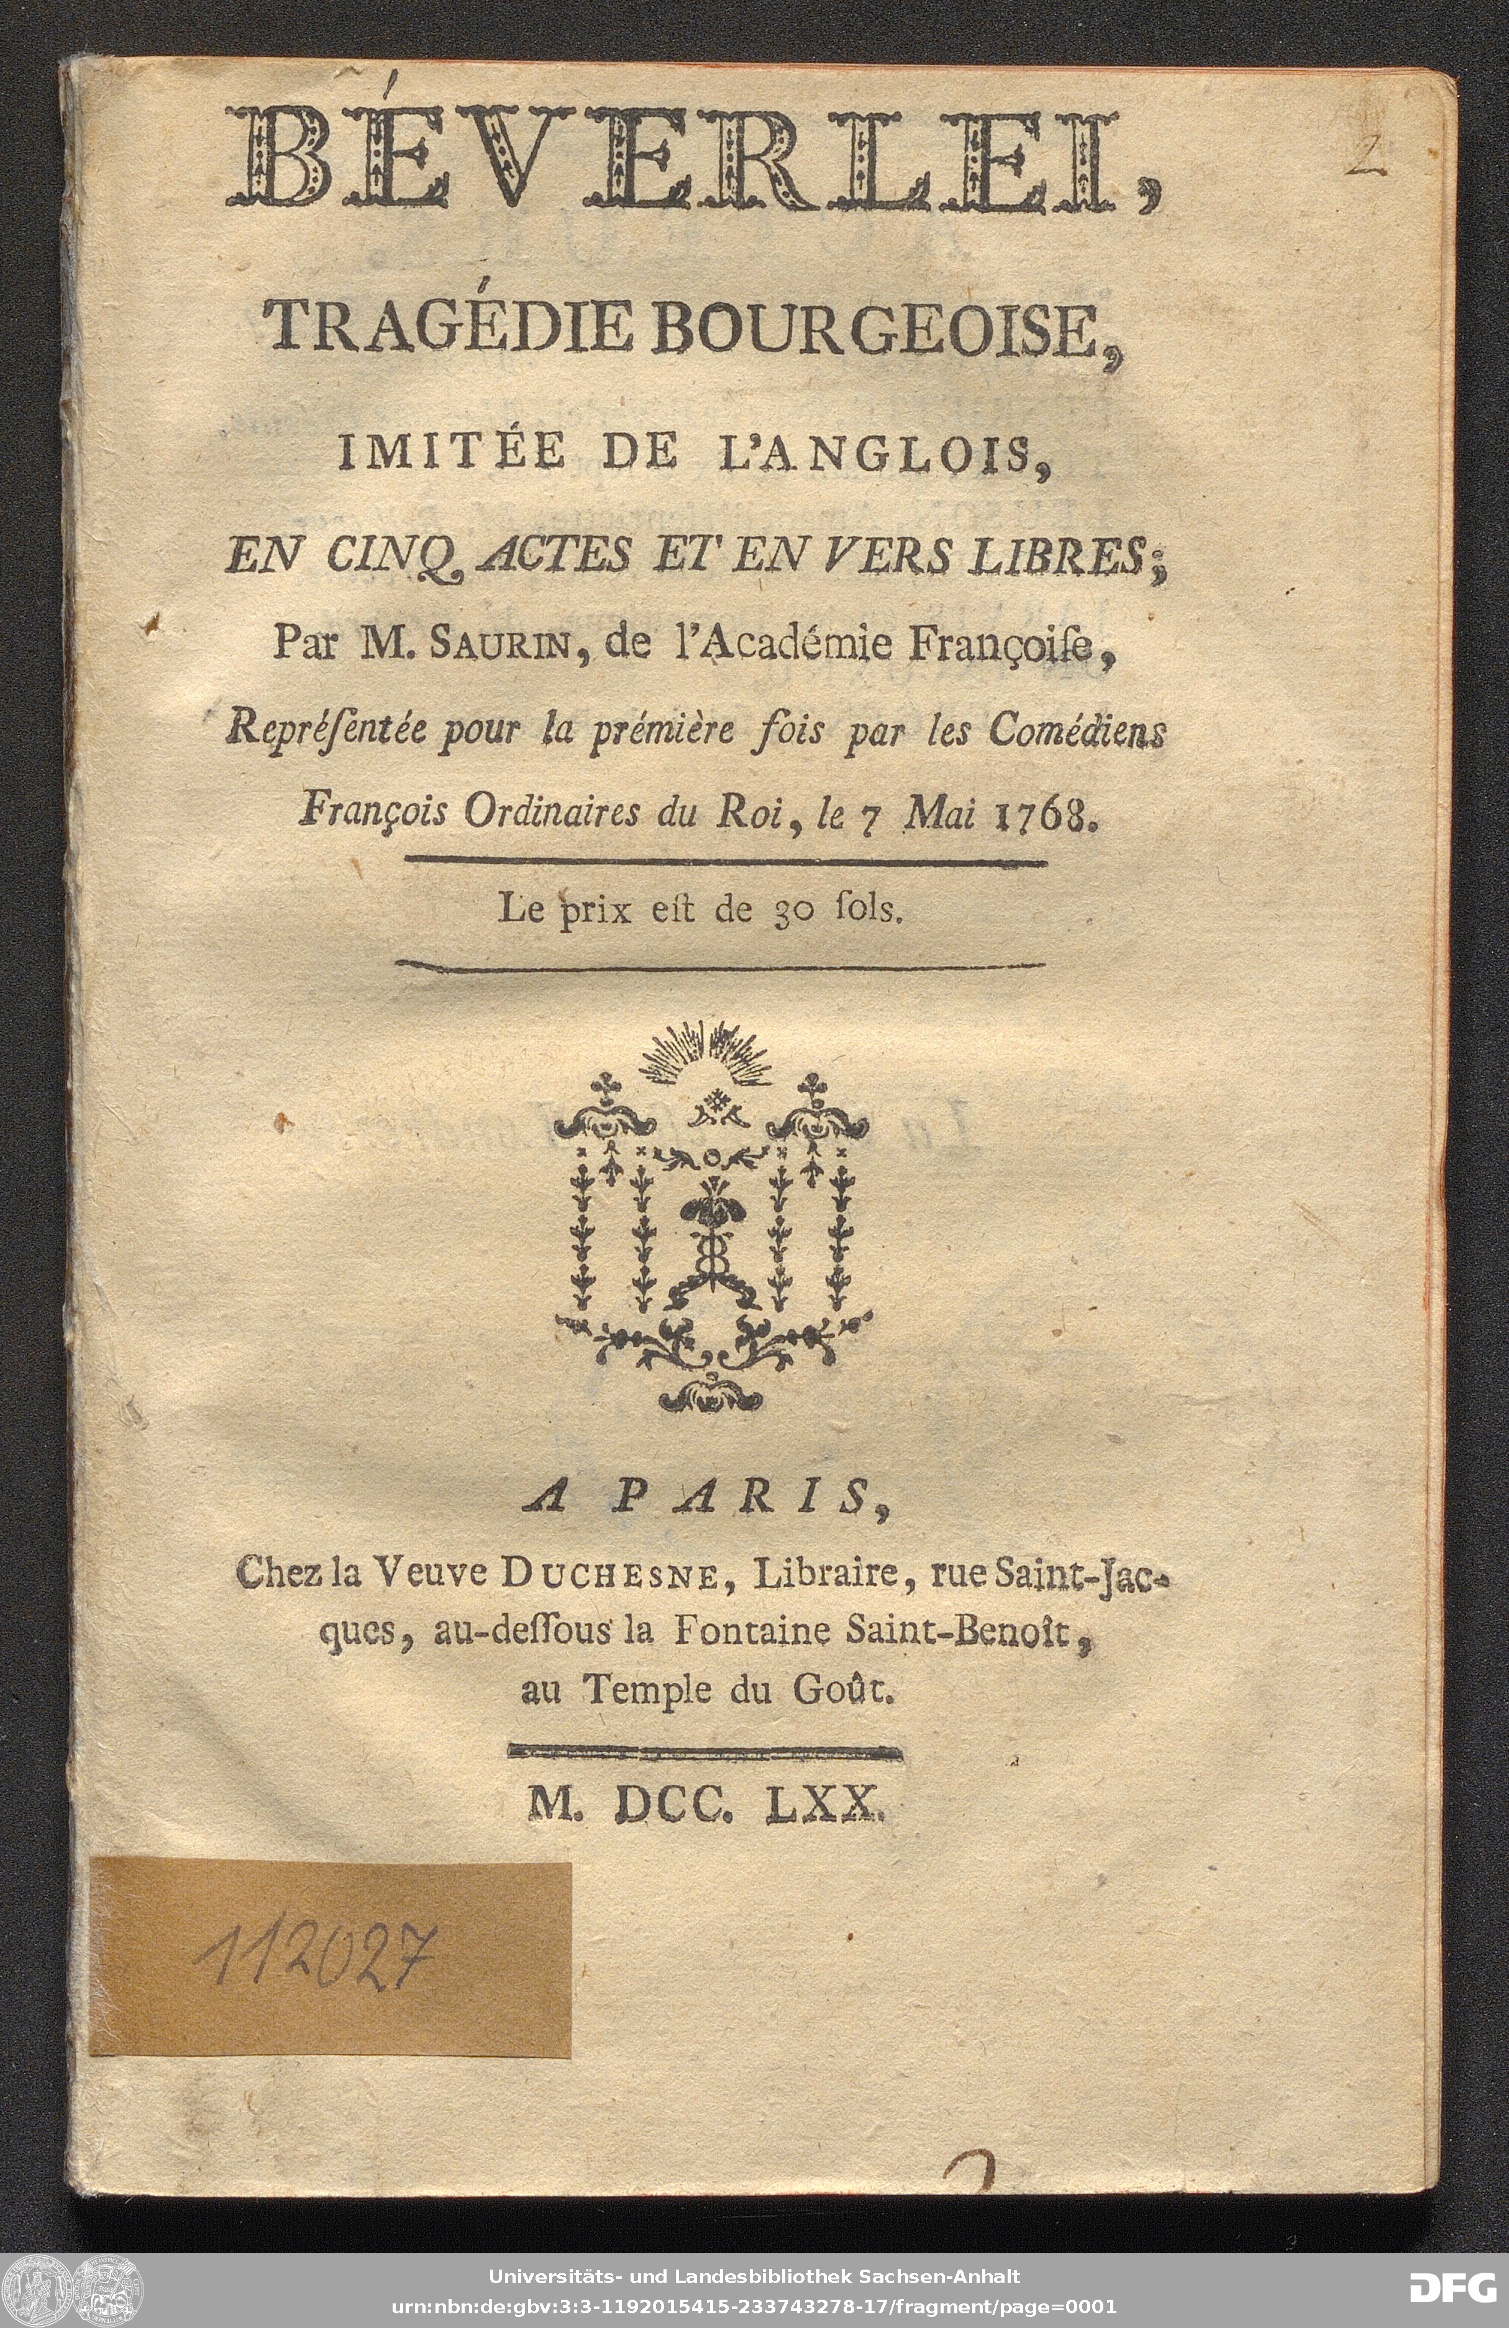 BÉVERLEI,
2
TRAGÉDIE BOURGEOISE,
IMITÉE DE L'ANGLOIS,
EN CINQ ACTES ET EN VERS LIBRES;
Par M. SAURIN, de l'Académie Françoiſe,
Repréſentée pour la prémière fois par les Comédiens
François Ordinaires du Roi, le 7 Mai 1768.
Le prix eſt de 30 ſols.
A PARIS,
Chez la Veuve DUCHESNE, Libraire, rue Saint-Jac-
ques, au-deſſous la Fontaine Saint-Benoît,
au Temple du Goût.
M. DCC. LXX.
112027
Universitäts- und Landesbibliothek Sachsen-Anhalt
urn:nbn:de:gbv:3:3-1192015415-233743278-17/fragment/page=0001
DFG